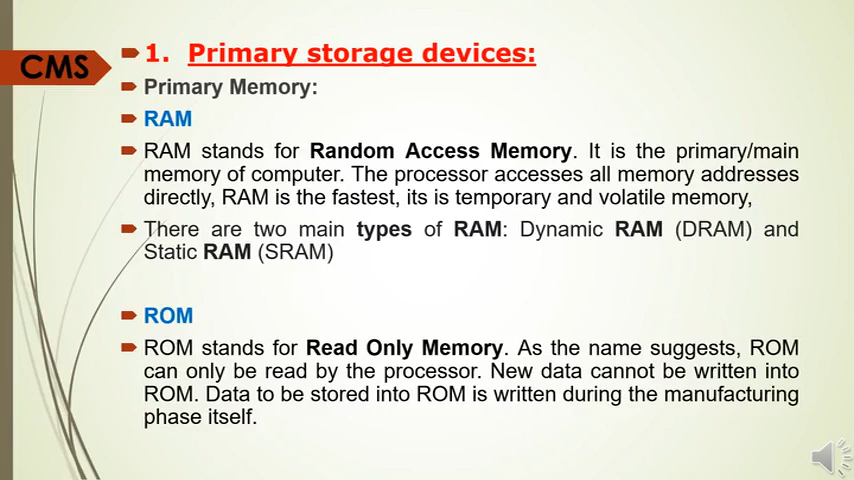 CMS
1. Primary storage devices:
Primary Memory:
RAM
RAM stands for Random Access Memory. It is the primary/main
memory of computer. The processor accesses all memory addresses
directly, RAM is the fastest, its is temporary and volatile memory,
There are two main types of RAM: Dynamic RAM (DRAM) and
Static RAM (SRAM)
ROM
ROM stands for Read Only Memory. As the name suggests, ROM
can only be read by the processor. New data cannot be written into
ROM. Data to be stored into ROM is written during the manufacturing
phase itself.